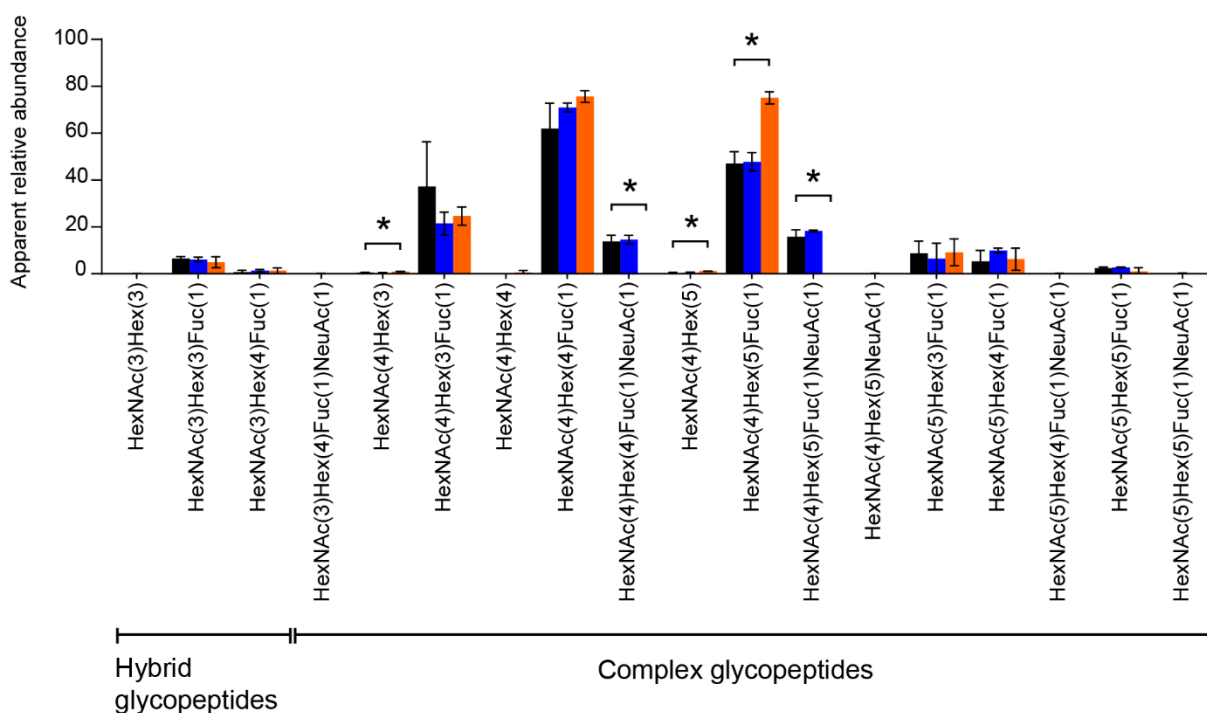 Apparent relative abundance
100
80
60
40
20
0
*
*
*
*
*
HexNAc(3)Hex(3)
HexNAc(3)Hex(3)Fuc(1)
HexNAc(3)Hex(4)Fuc(1)
HexNAc(3)Hex(4)Fuc(1)NeuAc(1)
HexNAc(4)Hex(3)
HexNAc(4)Hex(3)Fuc(1)
HexNAc(4)Hex(4)
HexNAc(4)Hex(4)Fuc(1)
HexNAc(4)Hex(4)Fuc(1)NeuAc(1)
HexNAc(4)Hex(5)
HexNAc(4)Hex(5)Fuc(1)
HexNAc(4)Hex(5)Fuc(1)NeuAc(1)
HexNAc(4)Hex(5)NeuAc(1)
HexNAc(5)Hex(3)Fuc(1)
HexNAc(5)Hex(4)Fuc(1)
HexNAc(5)Hex(4)Fuc(1)NeuAc(1)
HexNAc(5)Hex(5)Fuc(1)
HexNAc(5)Hex(5)Fuc(1)NeuAc(1)
Hybrid
glycopeptides
Complex glycopeptides